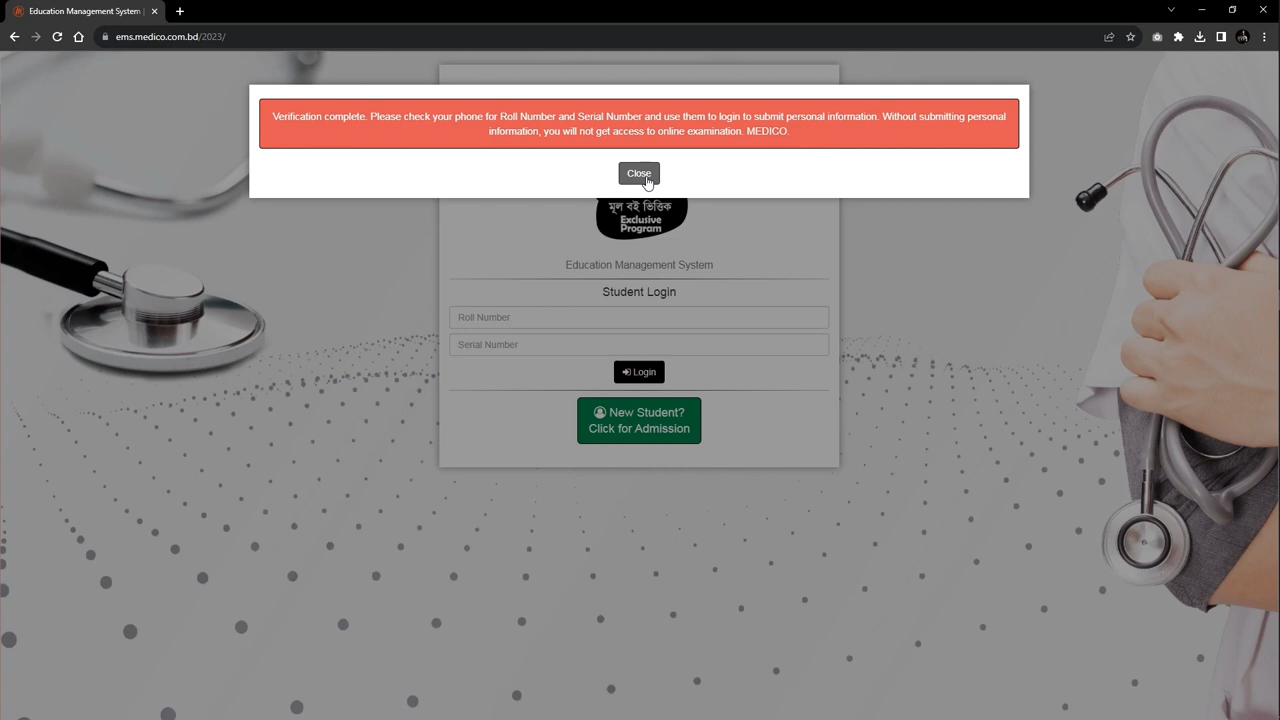 Education Management System |
ems.medico.com.bd/2023/
Verification complete. Please check your phone for Roll Number and Serial Number and use them to login to submit personal information. Without submitting personal
information, you will not get access to online examination. MEDICO.
Close
মূল বই ভিত্তিক
Exclusive
Program
Education Management System
Student Login
Roll Number
Serial Number
Login
New Student?
Click for Admission